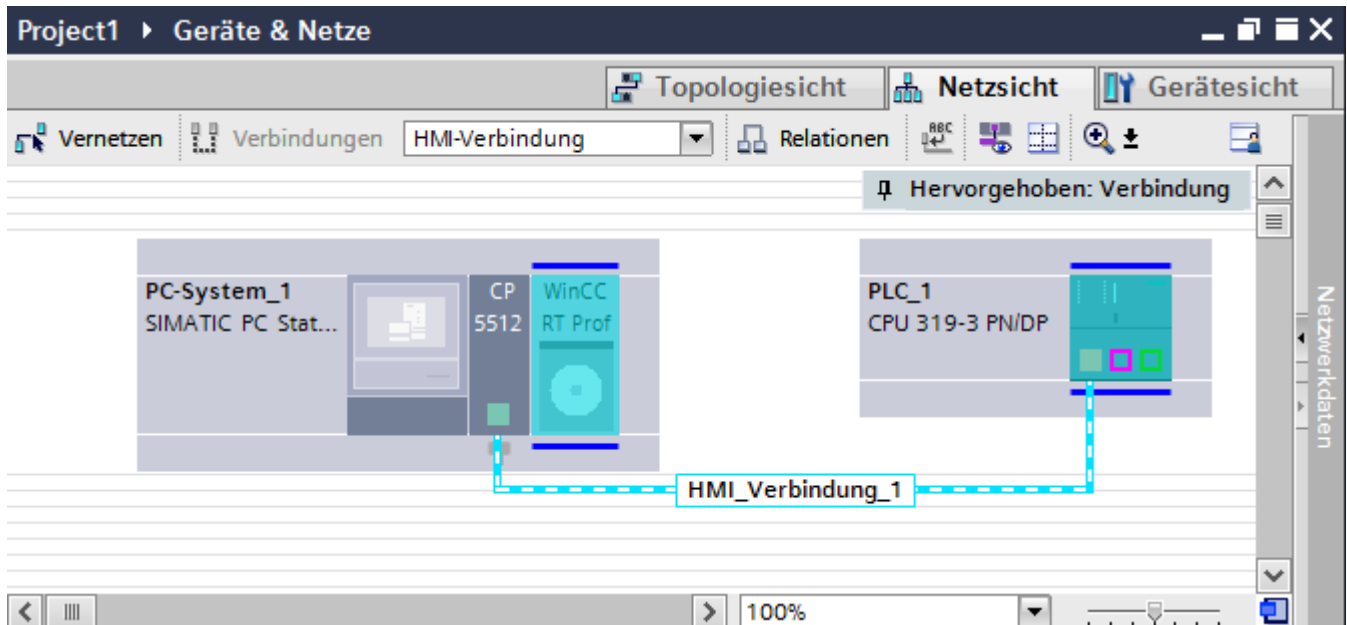 Project1 ▸ Geräte & Netze
Topologiesicht Netzsicht Gerätesicht
Vernetzen Verbindungen HMI-Verbindung Relationen ABC
Hervorgehoben: Verbindung
PC-System_1
SIMATIC PC Stat...
CP
5512
WinCC
RT Prof
PLC_1
CPU 319-3 PN/DP
HMI_Verbindung_1
Netzwerkdaten
100%